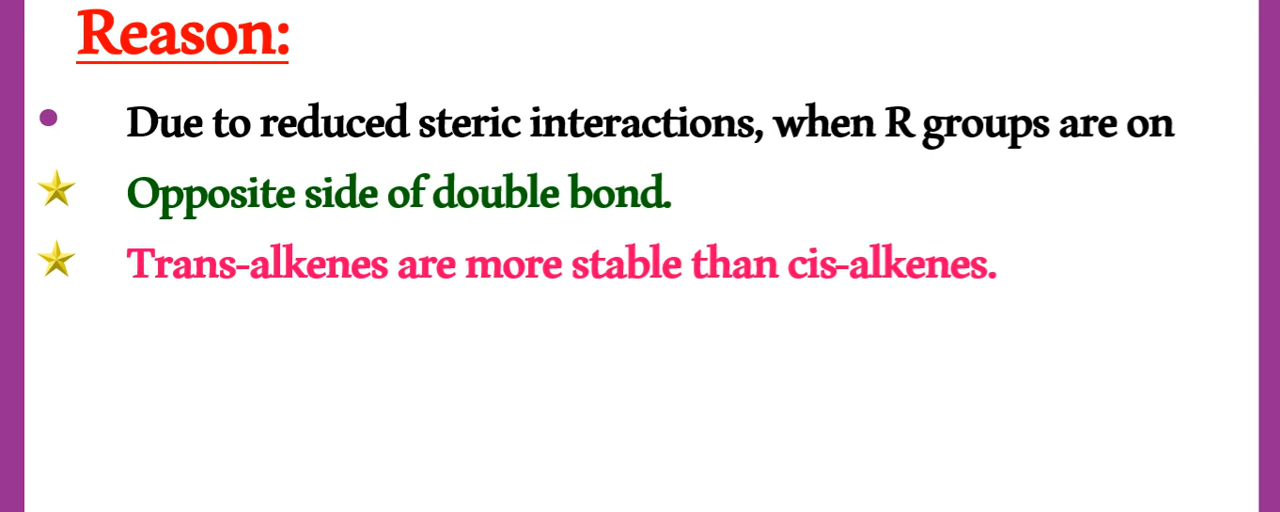 Reason:
Due to reduced steric interactions, when R groups are on
Opposite side of double bond.
Trans-alkenes are more stable than cis-alkenes.